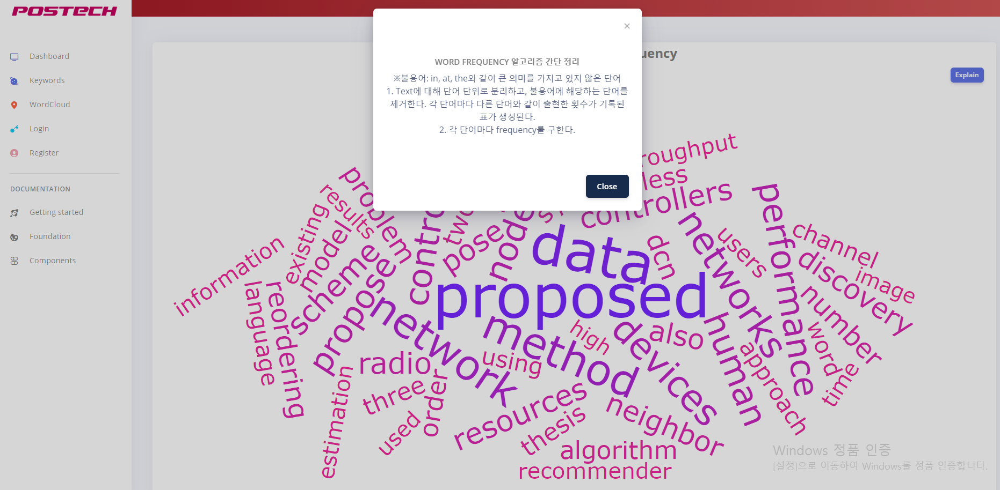 POSTECH
Dashboard
Keywords
WordCloud
Login
Register
DOCUMENTATION
Getting started
Foundation
Components
uency
Explain
×
WORD FREQUENCY 알고리즘 간단 정리
※불용어: in, at, the와 같이 큰 의미를 가지고 있지 않은 단어
1. Text에 대해 단어 단위로 분리하고, 불용어에 해당하는 단어를
제거한다. 각 단어마다 다른 단어와 같이 출현한 횟수가 기록된
표가 생성된다.
2. 각 단어마다 frequency를 구한다.
Close
roughput
less
controllers
problem
results
existing
model
information
scheme
propose
language
reordering
contro
two
posed
node
data
proposed
dcn
networks
users
performance
channel
discovery
image
number
word
time
approach
human
also
devices
high
method
using
network
radio
three
order
used
estimation
resources
thesis
neighbor
algorithm
recommender
Windows 정품 인증
[설정]으로 이동하여 Windows를 정품 인증합니다.